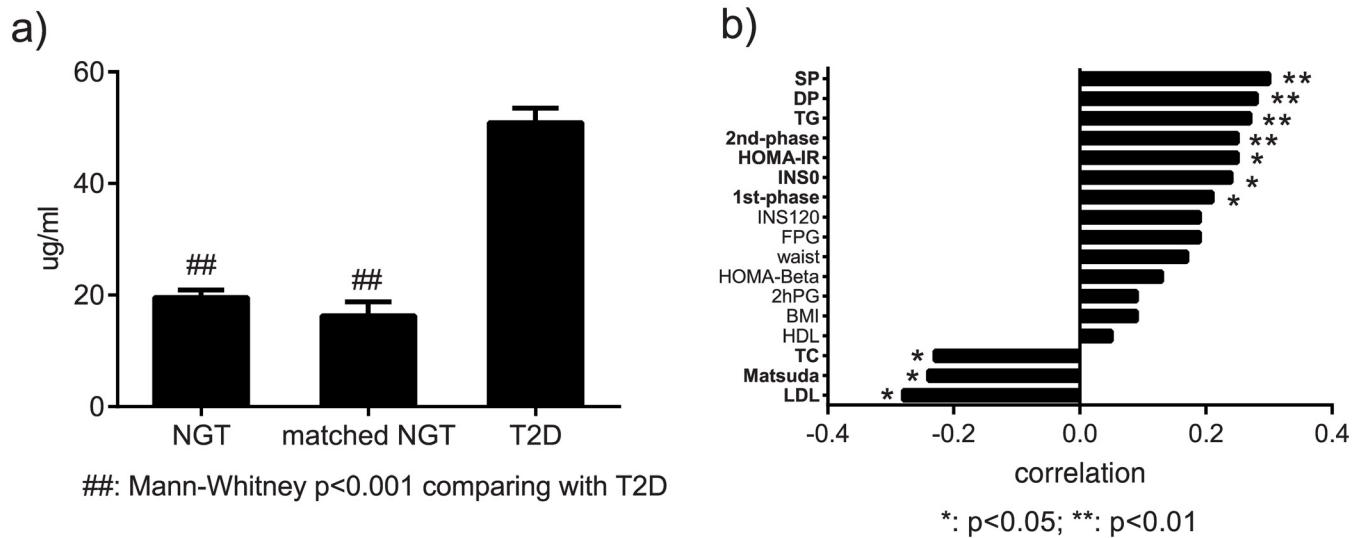 a)
60
40
20
0
ug/ml
##
##
NGT
matched NGT
T2D
##: Mann-Whitney p<0.001 comparing with T2D
b)
SP **
DP **
TG **
2nd-phase **
HOMA-IR *
INS0 *
1st-phase *
INS120
FPG
waist
HOMA-Beta
2hPG
BMI
HDL
TC *
Matsuda *
LDL *
-0.4 -0.2 0.0 0.2 0.4
correlation
*: p<0.05; **: p<0.01